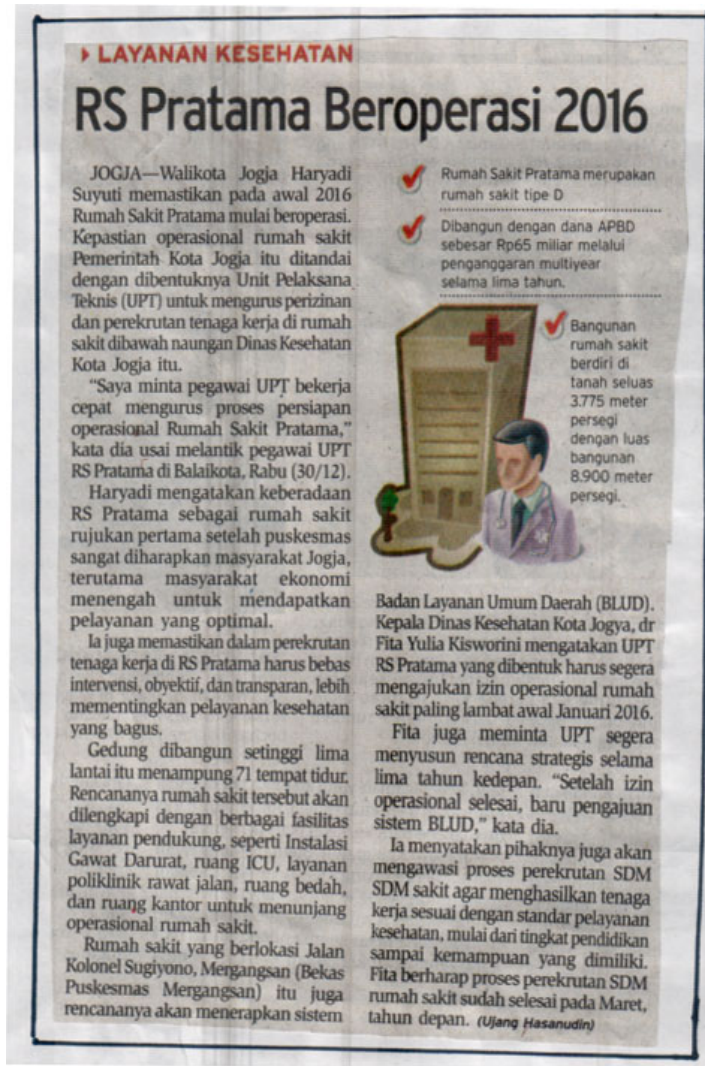 LAYANAN KESEHATAN
RS Pratama Beroperasi 2016
JOGJA—Walikota Jogja Haryadi
Suyuti memastikan pada awal 2016
Rumah Sakit Pratama mulai beroperasi.
Kepastian operasional rumah sakit
Pemerintah Kota Jogja itu ditandai
dengan dibentuknya Unit Pelaksana
Teknis (UPT) untuk mengurus perizinan
dan perekrutan tenaga kerja di rumah
sakit dibawah naungan Dinas Kesehatan
Kota Jogja itu.
“Saya minta pegawai UPT bekerja
cepat mengurus proses persiapan
operasional Rumah Sakit Pratama,”
kata dia usai melantik pegawai UPT
RS Pratama di Balaikota, Rabu (30/12).
Haryadi mengatakan keberadaan
RS Pratama sebagai rumah sakit
rujukan pertama setelah puskesmas
sangat diharapkan masyarakat Jogja,
terutama masyarakat ekonomi
menengah untuk mendapatkan
pelayanan yang optimal.
Ia juga memastikan dalam perekrutan
tenaga kerja di RS Pratama harus bebas
intervensi, obyektif, dan transparan, lebih
mementingkan pelayanan kesehatan
yang bagus.
Gedung dibangun setinggi lima
lantai itu menampung 71 tempat tidur.
Rencananya rumah sakit tersebut akan
dilengkapi dengan berbagai fasilitas
layanan pendukung, seperti Instalasi
Gawat Darurat, ruang ICU, layanan
poliklinik rawat jalan, ruang bedah,
dan ruang kantor untuk menunjang
operasional rumah sakit.
Rumah sakit yang berlokasi Jalan
Kolonel Sugiyono, Mergangsan (Bekas
Puskesmas Mergangsan) itu juga
rencananya akan menerapkan sistem
Rumah Sakit Pratama merupakan
rumah sakit tipe D
Dibangun dengan dana APBD
sebesar Rp65 miliar melalui
penganggaran multiyear
selama lima tahun.
Bangunan
rumah sakit
berdiri di
tanah seluas
3.775 meter
persegi
dengan luas
bangunan
8.900 meter
persegi.
Badan Layanan Umum Daerah (BLUD).
Kepala Dinas Kesehatan Kota Jogya, dr
Fita Yulia Kisworini mengatakan UPT
RS Pratama yang dibentuk harus segera
mengajukan izin operasional rumah
sakit paling lambat awal Januari 2016.
Fita juga meminta UPT segera
menyusun rencana strategis selama
lima tahun kedepan. “Setelah izin
operasional selesai, baru pengajuan
sistem BLUD,” kata dia.
Ia menyatakan pihaknya juga akan
mengawasi proses perekrutan SDM
SDM sakit agar menghasilkan tenaga
kerja sesuai dengan standar pelayanan
kesehatan, mulai dari tingkat pendidikan
sampai kemampuan yang dimiliki.
Fita berharap proses perekrutan SDM
rumah sakit sudah selesai pada Maret,
tahun depan. (Ujang Hasanudin)